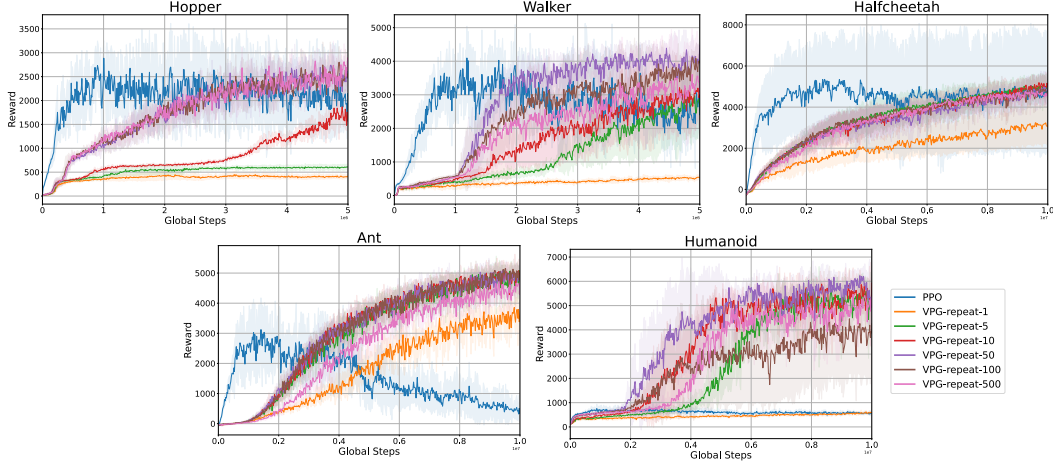 Hopper
Reward
3500
3000
2500
2000
1500
1000
500
0
0 1 2 3 4 5
Global Steps
1e6
Walker
Reward
5000
4000
3000
2000
1000
0
0 1 2 3 4 5
Global Steps
1e6
Halfcheetah
Reward
8000
6000
4000
2000
0
0.0 0.2 0.4 0.6 0.8 1.0
Global Steps
1e7
Ant
Reward
5000
4000
3000
2000
1000
0
0.0 0.2 0.4 0.6 0.8 1.0
Global Steps
1e7
Humanoid
Reward
7000
6000
5000
4000
3000
2000
1000
0
0.0 0.2 0.4 0.6 0.8 1.0
Global Steps
1e7
PPO
VPG-repeat-1
VPG-repeat-5
VPG-repeat-10
VPG-repeat-50
VPG-repeat-100
VPG-repeat-500